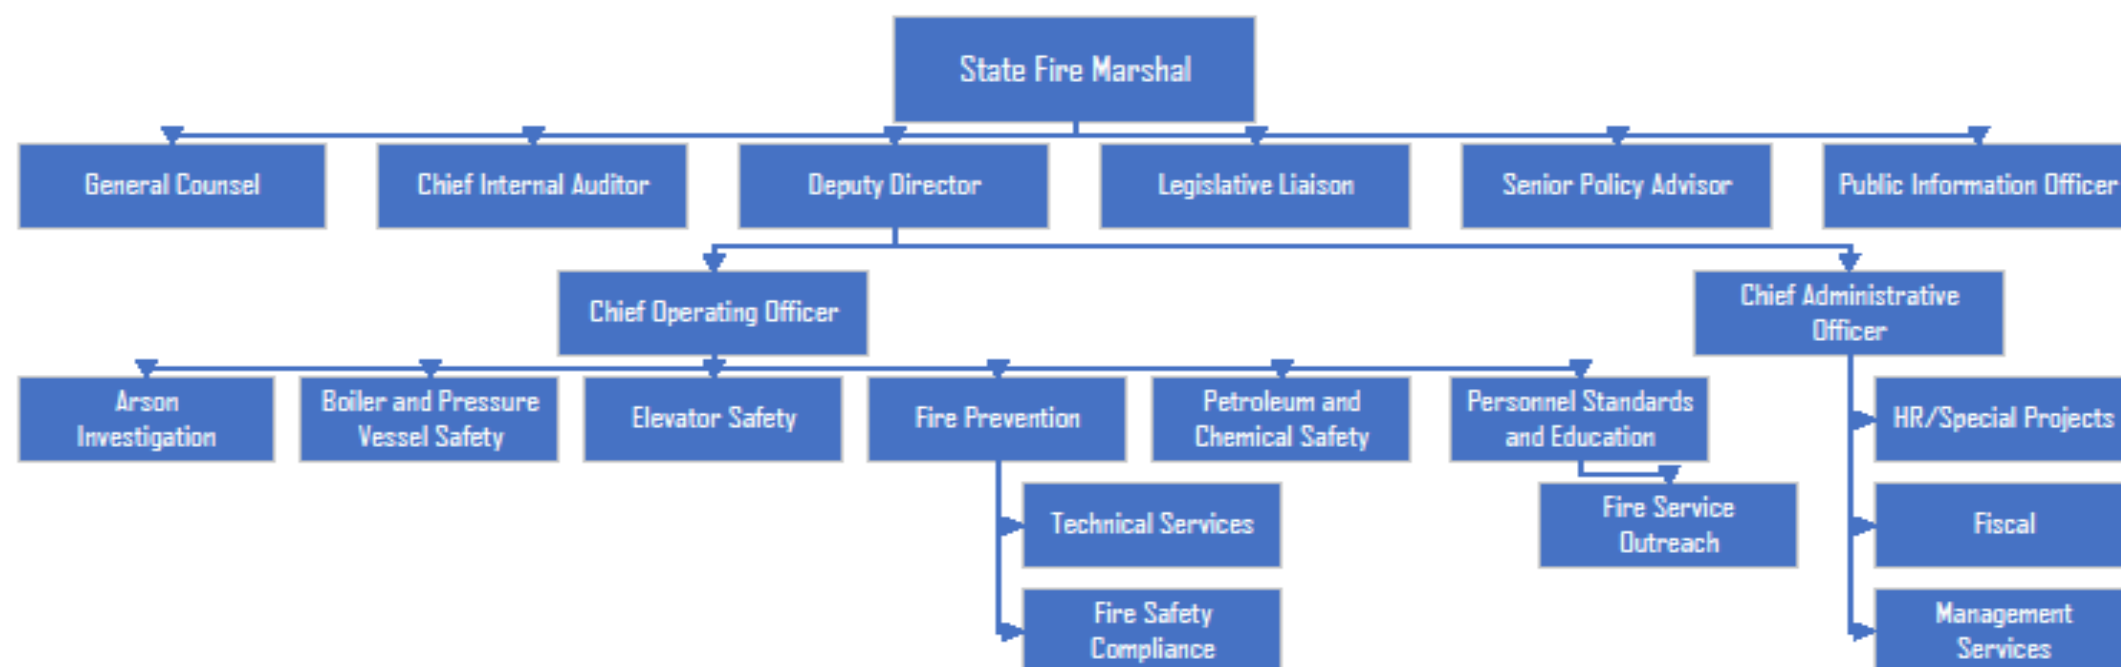 State Fire Marshal
General Counsel
Chief Internal Auditor
Deputy Director
Legislative Liaison
Senior Policy Advisor
Public Information Officer
Chief Operating Officer
Chief Administrative
Officer
Arson
Investigation
Boiler and Pressure
Vessel Safety
Elevator Safety
Fire Prevention
Petroleum and
Chemical Safety
Personnel Standards
and Education
HR/Special Projects
Technical Services
Fire Service
Outreach
Fiscal
Fire Safety
Compliance
Management
Services